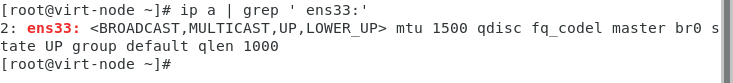 [root@virt-node ~]# ip a | grep ' ens33:'
2: ens33: <BROADCAST,MULTICAST,UP,LOWER_UP> mtu 1500 qdisc fq_codel master br0 s
tate UP group default qlen 1000
[root@virt-node ~]#